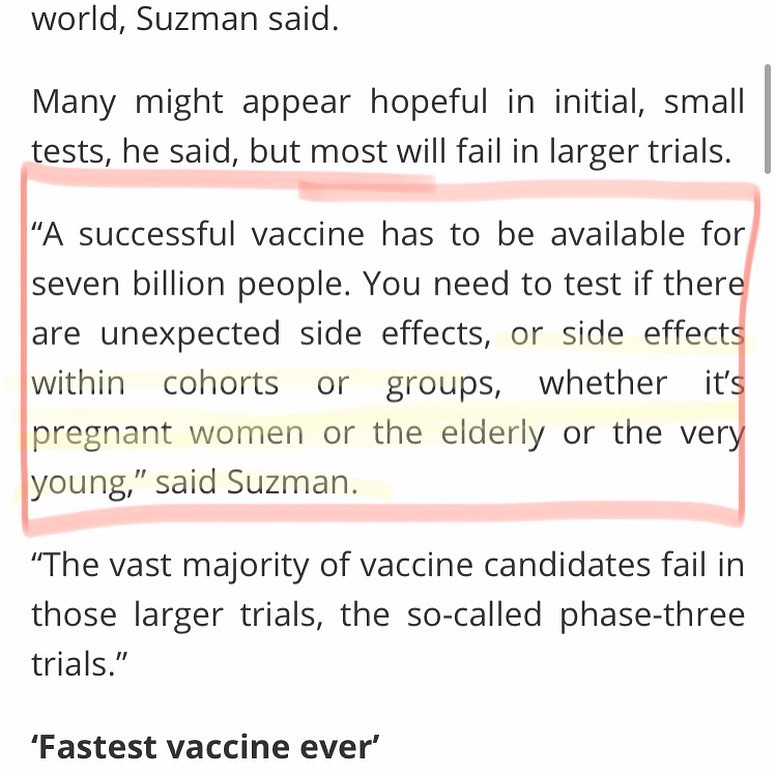 world, Suzman said.
Many might appear hopeful in initial, small
tests, he said, but most will fail in larger trials.
“A successful vaccine has to be available for
seven billion people. You need to test if there
are unexpected side effects, or side effects
within cohorts or groups, whether it’s
pregnant women or the elderly or the very
young,” said Suzman.
“The vast majority of vaccine candidates fail in
those larger trials, the so-called phase-three
trials.”
‘Fastest vaccine ever’